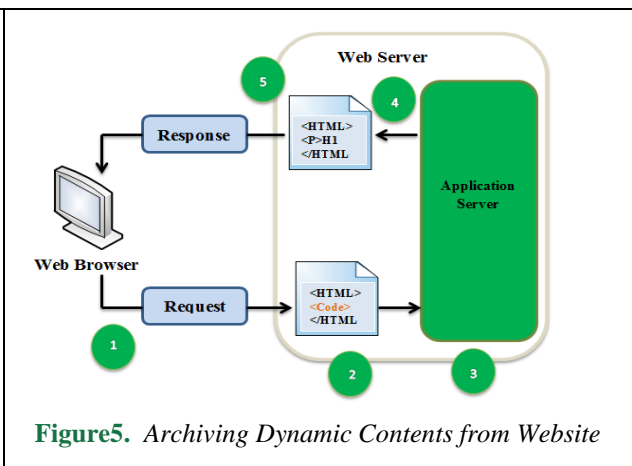 Web Server
5
4
<HTML>
<P>H1
</HTML
Response
Application
Server
Web Browser
Request
<HTML>
<Code>
</HTML
1
2
3
Figure5. Archiving Dynamic Contents from Website